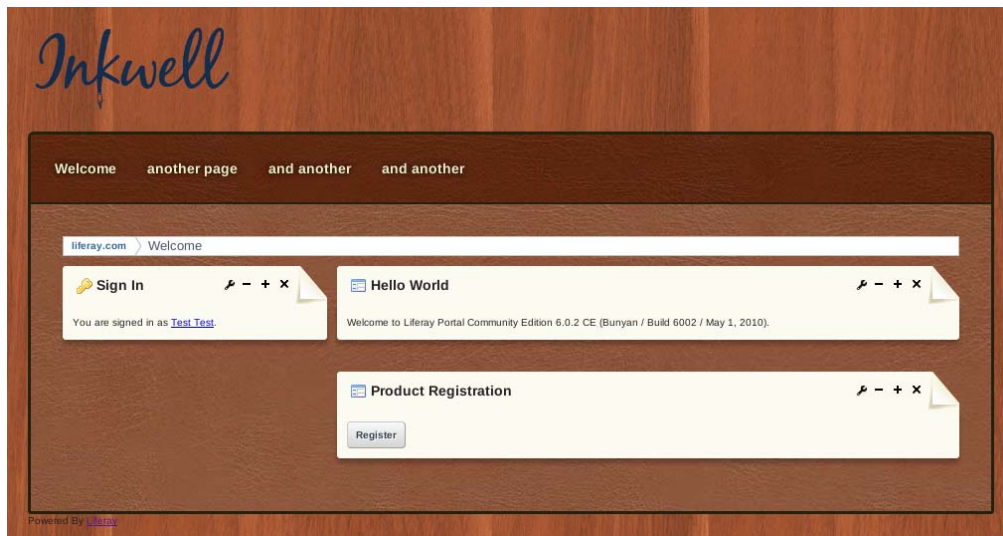 Inkwell
Welcome another page and another and another
liferay.com Welcome
Sign In
You are signed in as Test Test.
Hello World
Welcome to Liferay Portal Community Edition 6.0.2 CE (Bunyan / Build 6002 / May 1, 2010).
Product Registration
Register
Powered By Liferay